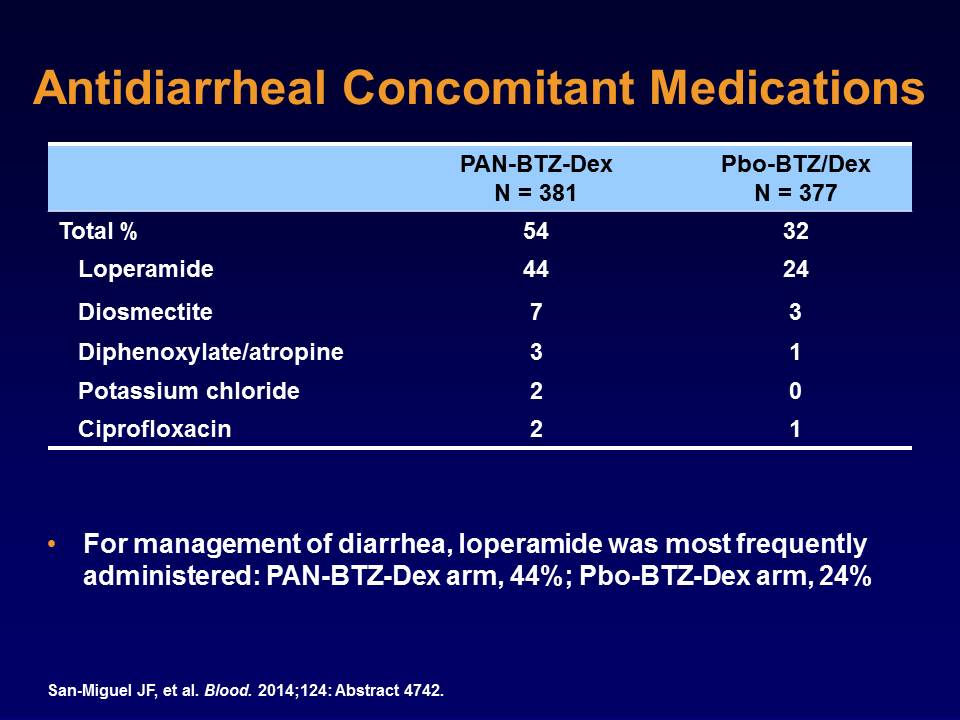 Antidiarrheal Concomitant Medications
PAN-BTZ-Dex Pbo-BTZ/Dex
N = 381 N = 377
Total % 54 32
Loperamide 44 24
Diosmectite 7 3
Diphenoxylate/atropine 3 1
Potassium chloride 2 0
Ciprofloxacin 2 1
• For management of diarrhea, loperamide was most frequently
administered: PAN-BTZ-Dex arm, 44%; Pbo-BTZ-Dex arm, 24%
San-Miguel JF, et al. Blood. 2014;124: Abstract 4742.